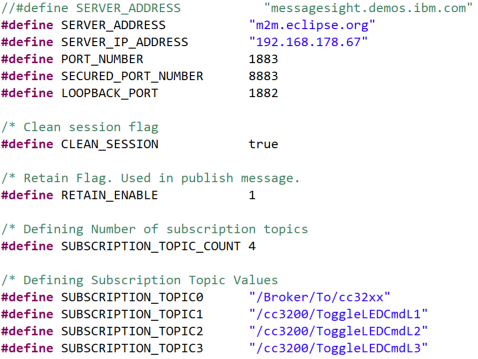 //#define SERVER_ADDRESS "messagesight.demos.ibm.com"
#define SERVER_ADDRESS "m2m.eclipse.org"
#define SERVER_IP_ADDRESS "192.168.178.67"
#define PORT_NUMBER 1883
#define SECURED_PORT_NUMBER 8883
#define LOOPBACK_PORT 1882
/* Clean session flag
#define CLEAN_SESSION true
/* Retain Flag. Used in publish message.
#define RETAIN_ENABLE 1
/* Defining Number of subscription topics
#define SUBSCRIPTION_TOPIC_COUNT 4
/* Defining Subscription Topic Values
#define SUBSCRIPTION_TOPIC0 "/Broker/To/cc32xx"
#define SUBSCRIPTION_TOPIC1 "/cc3200/ToggleLEDCmdL1"
#define SUBSCRIPTION_TOPIC2 "/cc3200/ToggleLEDCmdL2"
#define SUBSCRIPTION_TOPIC3 "/cc3200/ToggleLEDCmdL3"